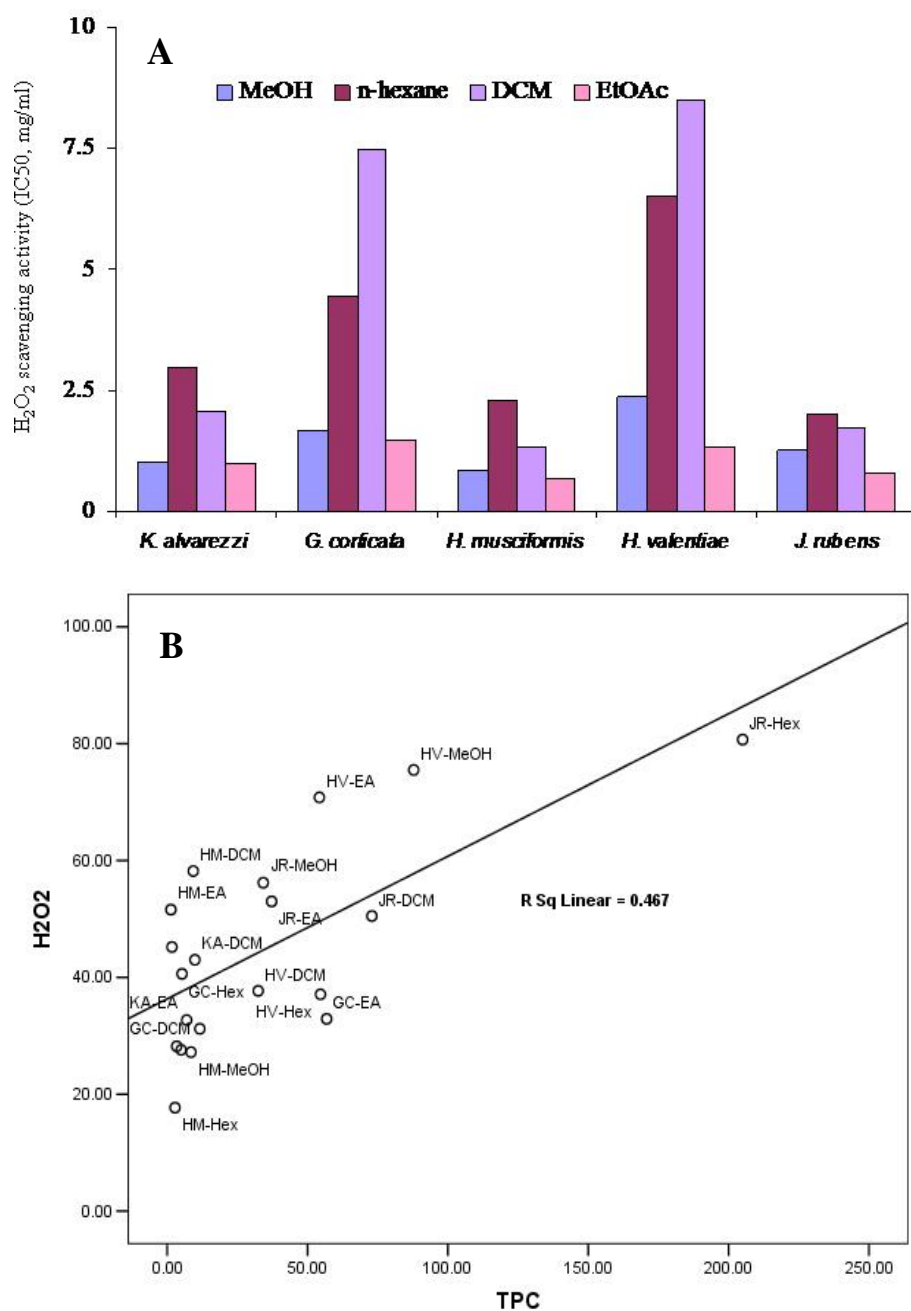 A
MeOH n-hexane DCM EtOAc
H₂O₂ scavenging activity (IC50, mg/ml)
10
7.5
5
2.5
0
K. alvarezzi G. corticata H. musciformis H. valentiae J. rubens
B
100.00
80.00
60.00
40.00
20.00
0.00
H2O2
JR-Hex
HV-MeOH
HV-EA
HM-DCM
JR-MeOH
HM-EA
JR-EA
JR-DCM
R Sq Linear = 0.467
KA-DCM
HV-DCM
GC-Hex
KA-EA
HV-Hex
GC-EA
GC-DCM
HM-MeOH
HM-Hex
0.00 50.00 100.00 150.00 200.00 250.00
TPC